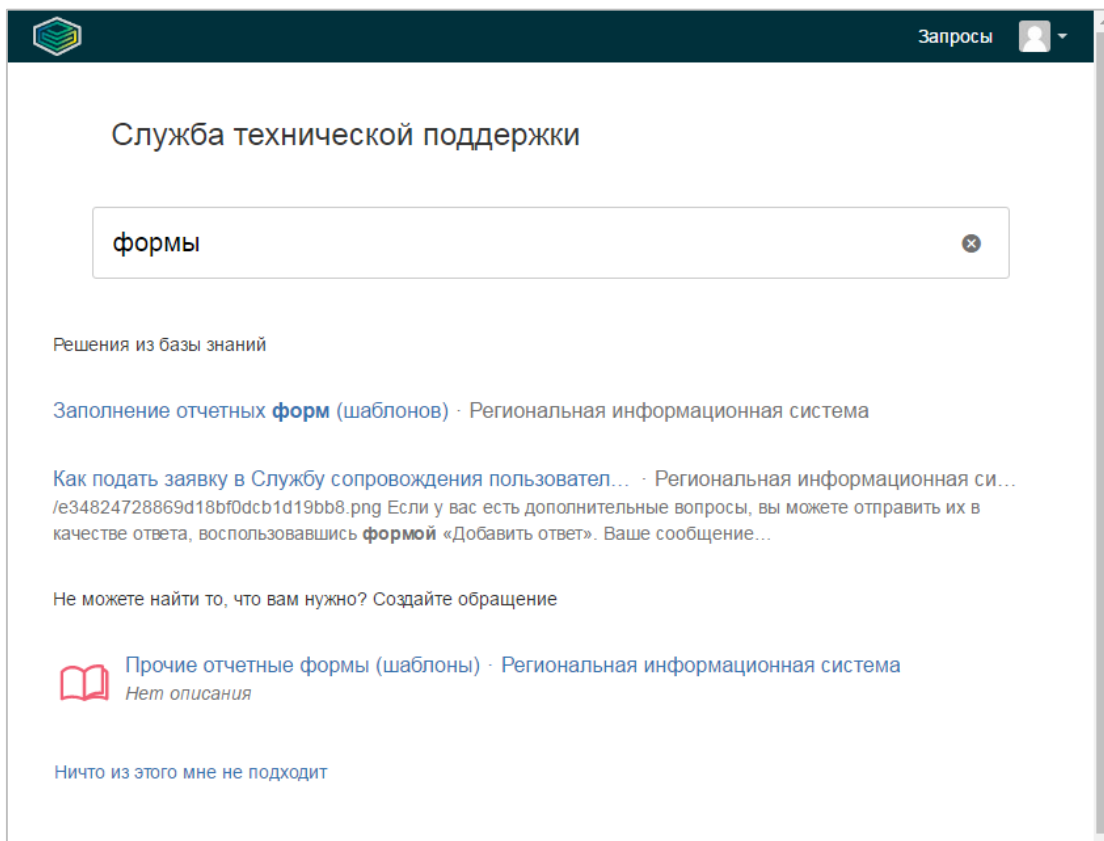 Запросы
Служба технической поддержки
формы
Решения из базы знаний
Заполнение отчетных форм (шаблонов) · Региональная информационная система
Как подать заявку в Службу сопровождения пользовател... · Региональная информационная си...
/e34824728869d18bf0dcb1d19bb8.png Если у вас есть дополнительные вопросы, вы можете отправить их в
качестве ответа, воспользовавшись формой «Добавить ответ». Ваше сообщение...
Не можете найти то, что вам нужно? Создайте обращение
Прочие отчетные формы (шаблоны) · Региональная информационная система
Нет описания
Ничто из этого мне не подходит